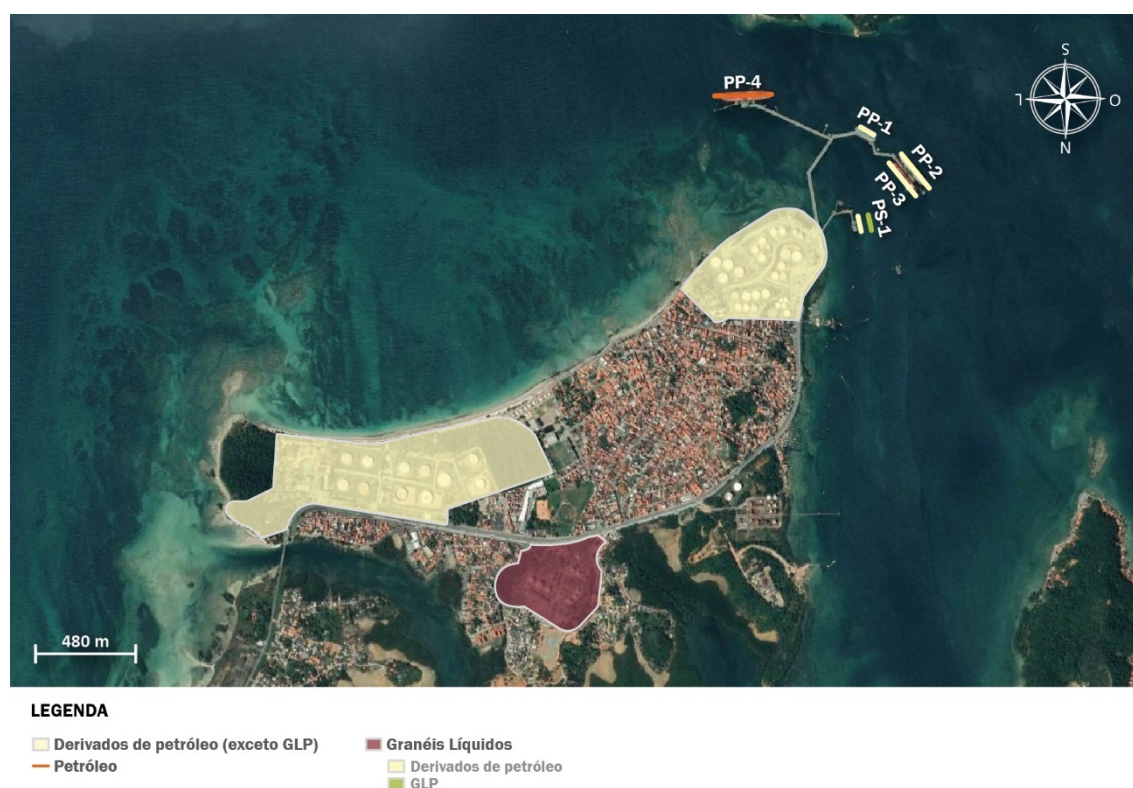 PP-4
S
L
O
N
PP-1
PP-2
PP-3
PS-1
480 m
LEGENDA
Derivados de petróleo (exceto GLP)
Petróleo
Granéis Líquidos
Derivados de petróleo
GLP